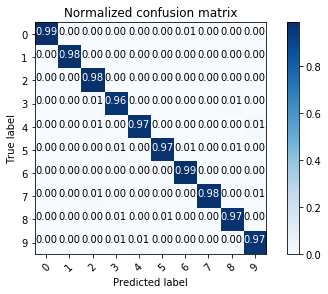 Normalized confusion matrix
True label
0 0.99 0.00 0.00 0.00 0.00 0.00 0.01 0.00 0.00 0.00
1 0.00 0.98 0.00 0.00 0.00 0.00 0.00 0.00 0.00 0.00
2 0.00 0.00 0.98 0.00 0.00 0.00 0.00 0.00 0.00 0.00
3 0.00 0.00 0.01 0.96 0.00 0.00 0.00 0.00 0.01 0.00
4 0.00 0.00 0.01 0.00 0.97 0.00 0.00 0.00 0.00 0.01
5 0.00 0.00 0.00 0.01 0.00 0.97 0.01 0.00 0.01 0.00
6 0.00 0.00 0.00 0.00 0.00 0.00 0.99 0.00 0.00 0.00
7 0.00 0.00 0.01 0.00 0.00 0.00 0.00 0.98 0.00 0.01
8 0.00 0.00 0.01 0.00 0.00 0.01 0.00 0.00 0.97 0.00
9 0.00 0.00 0.00 0.01 0.01 0.00 0.00 0.00 0.00 0.97
0 1 2 3 4 5 6 7 8 9
Predicted label
0.8
0.6
0.4
0.2
0.0